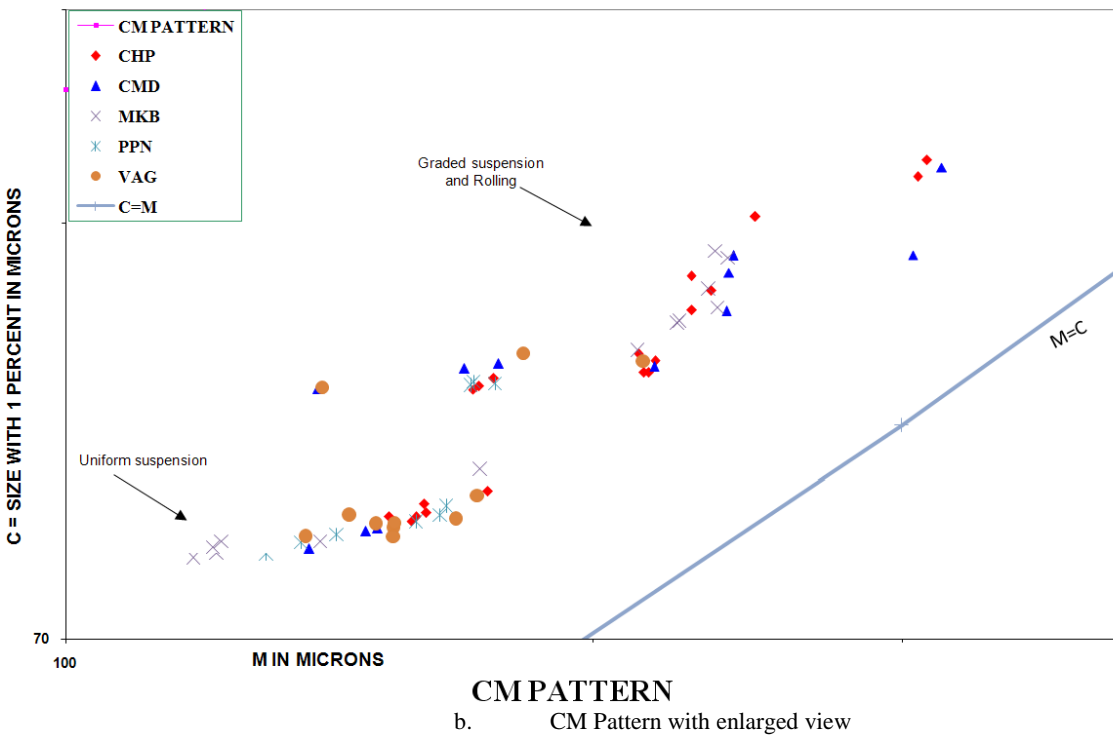 CM PATTERN
CHP
CMD
MKB
PPN
VAG
C=M
Graded suspension
and Rolling
Uniform suspension
M=C
C = SIZE WITH 1 PERCENT IN MICRONS
70
100
M IN MICRONS
CM PATTERN
b. CM Pattern with enlarged view